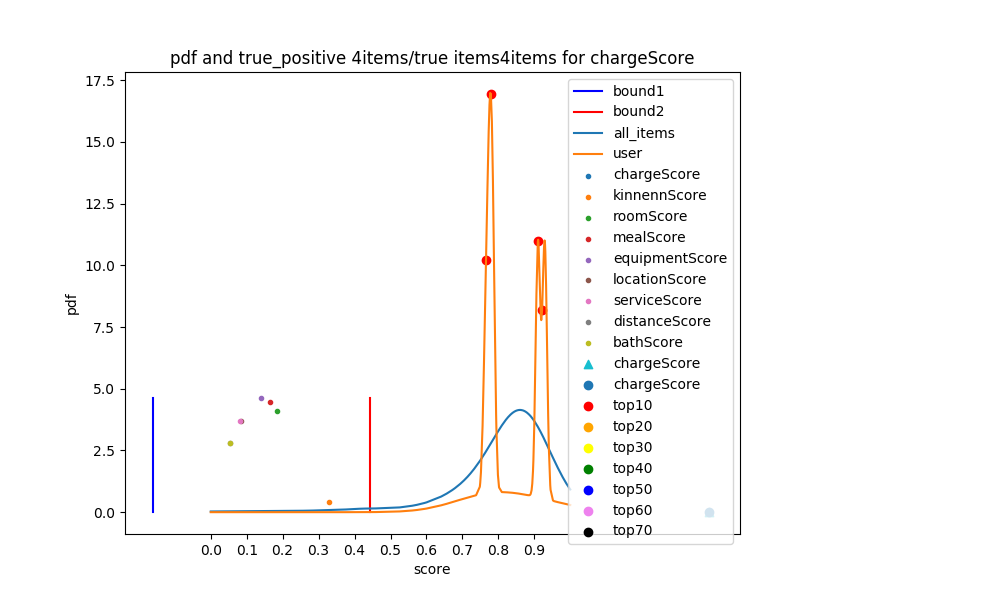 pdf and true_positive 4items/true items4items for chargeScore
17.5
15.0
12.5
10.0
7.5
5.0
2.5
0.0
pdf
0.0 0.1 0.2 0.3 0.4 0.5 0.6 0.7 0.8 0.9
score
bound1
bound2
all_items
user
chargeScore
kinnennScore
roomScore
mealScore
equipmentScore
locationScore
serviceScore
distanceScore
bathScore
chargeScore
chargeScore
top10
top20
top30
top40
top50
top60
top70